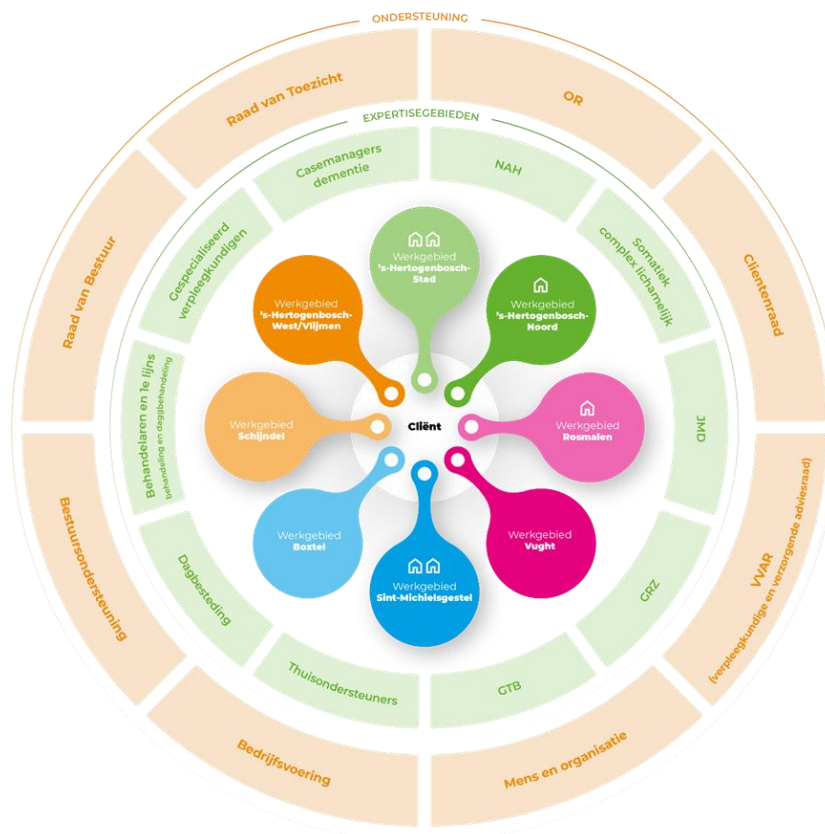 ONDERSTEUNING
Raad van Toezicht
OR
Cliëntenraad
VVAR
(verpleegkundige en verzorgende adviesraad)
Mens en organisatie
Bedrijfsvoering
Bestuursondersteuning
Raad van Bestuur
EXPERTISEGEBIEDEN
Casemanagers
dementie
NAH
Somatiek
complex lichamelijk
JMD
GRZ
GTB
Thuisondersteuners
Dagbesteding
Behandelaren en 1e lijns
behandeling en daggbehandeling
Gespecialiseerd
verpleegkundigen
Werkgebied
's-Hertogenbosch-
Stad
Werkgebied
's-Hertogenbosch-
Noord
Werkgebied
Rosmalen
Werkgebied
Vught
Werkgebied
Sint-Michielsgestel
Werkgebied
Boxtel
Werkgebied
Schijndel
Werkgebied
's-Hertogenbosch-
West/Vlijmen
Cliënt